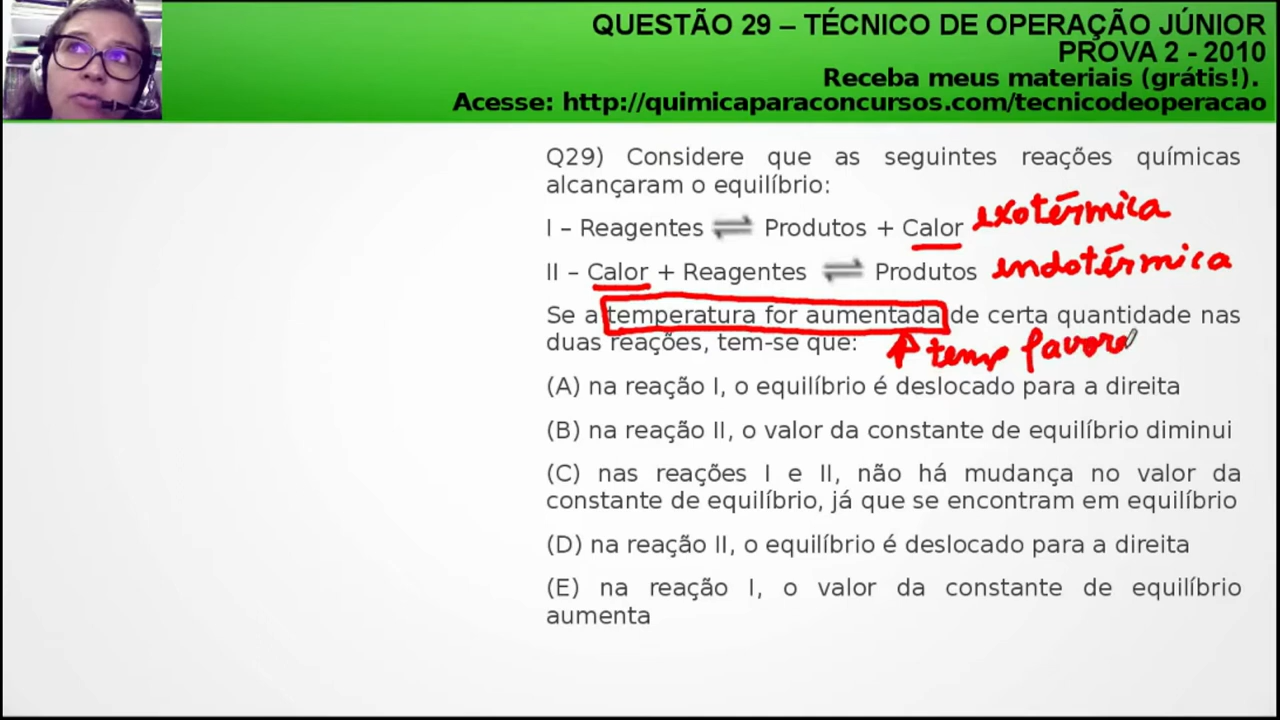 QUESTÃO 29 – TÉCNICO DE OPERAÇÃO JÚNIOR
PROVA 2 - 2010
Receba meus materiais (grátis!).
Acesse: http://quimicaparaconcursos.com/tecnicodeoperacao
Q29) Considere que as seguintes reações químicas
alcançaram o equilíbrio:
I – Reagentes ⇌ Produtos + Calor exotérmica
II – Calor + Reagentes ⇌ Produtos endotérmica
Se a temperatura for aumentada de certa quantidade nas
duas reações, tem-se que: ↑ temp favore
(A) na reação I, o equilíbrio é deslocado para a direita
(B) na reação II, o valor da constante de equilíbrio diminui
(C) nas reações I e II, não há mudança no valor da
constante de equilíbrio, já que se encontram em equilíbrio
(D) na reação II, o equilíbrio é deslocado para a direita
(E) na reação I, o valor da constante de equilíbrio
aumenta